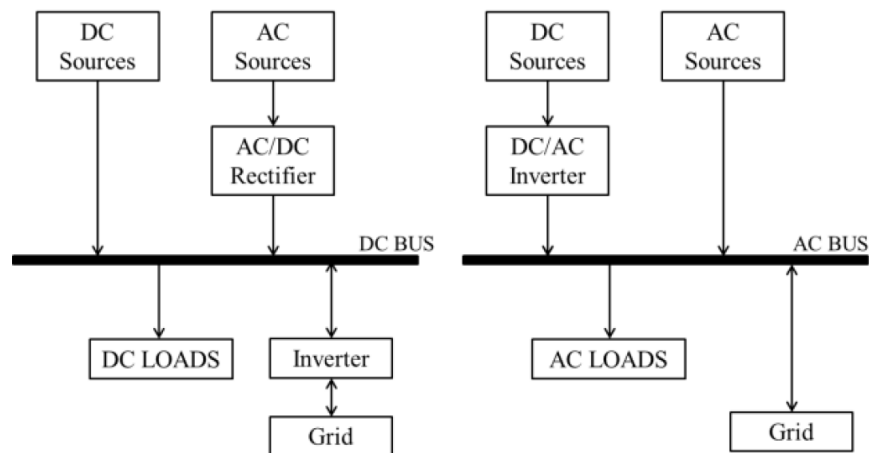 DC
Sources
AC
Sources
AC/DC
Rectifier
DC BUS
DC LOADS
Inverter
Grid
DC
Sources
AC
Sources
DC/AC
Inverter
AC BUS
AC LOADS
Grid